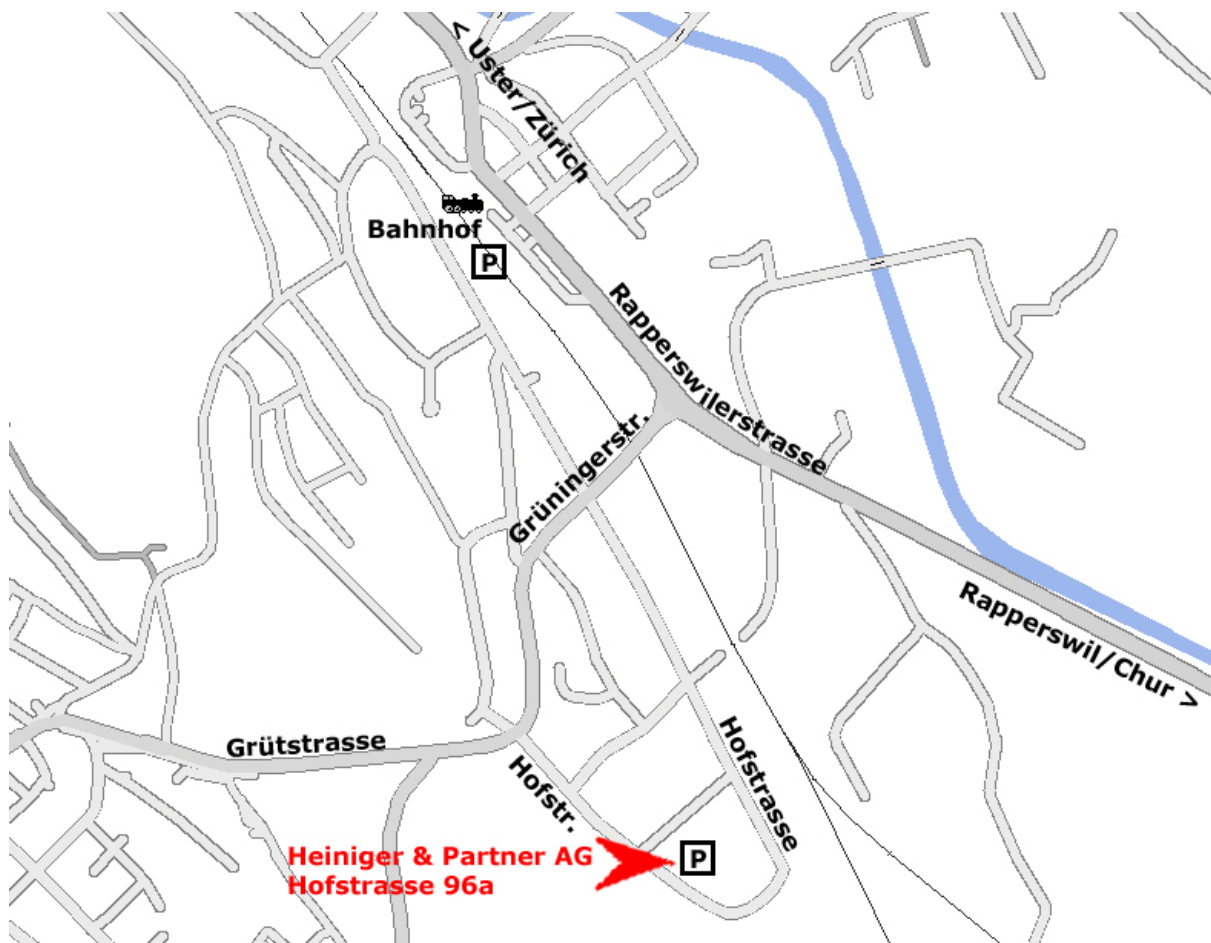 < Uster/Zürich
Bahnhof
P
Rapperswilerstrasse
Grüningerstr.
Rapperswil/Chur >
Grütstrasse
Hofstrasse
Hofstr.
Heiniger & Partner AG
Hofstrasse 96a
P